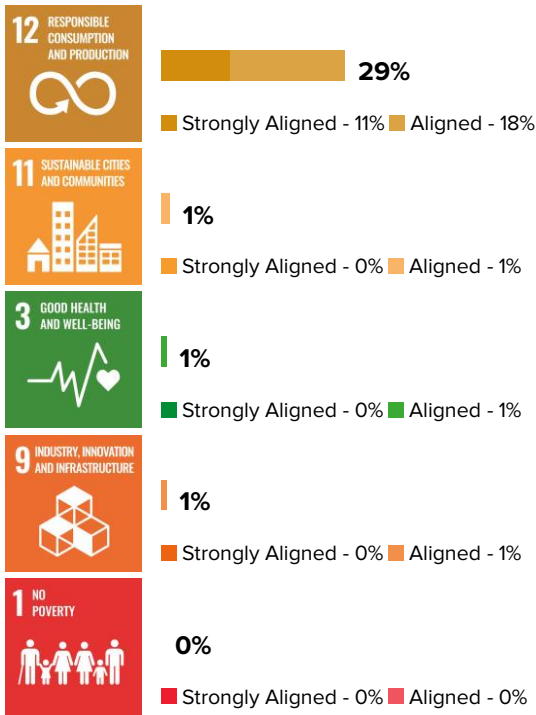 12 RESPONSIBLE
CONSUMPTION
AND PRODUCTION
29%
Strongly Aligned - 11% Aligned - 18%
11 SUSTAINABLE CITIES
AND COMMUNITIES
1%
Strongly Aligned - 0% Aligned - 1%
3 GOOD HEALTH
AND WELL-BEING
1%
Strongly Aligned - 0% Aligned - 1%
9 INDUSTRY, INNOVATION
AND INFRASTRUCTURE
1%
Strongly Aligned - 0% Aligned - 1%
1 NO
POVERTY
0%
Strongly Aligned - 0% Aligned - 0%